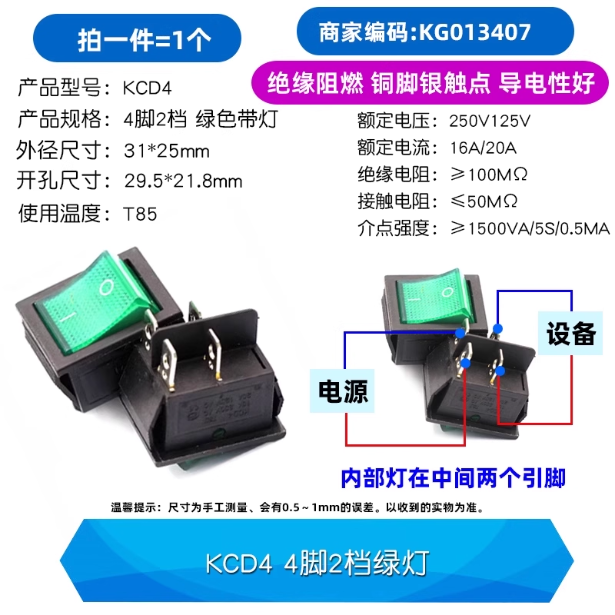 拍一件=1个
商家编码:KG013407
绝缘阻燃 铜脚银触点 导电性好
产品型号： KCD4
产品规格： 4脚2档 绿色带灯
外径尺寸： 31*25mm
开孔尺寸： 29.5*21.8mm
使用温度： T85
额定电压： 250V125V
额定电流： 16A/20A
绝缘电阻： ≥100MΩ
接触电阻： ≤50MΩ
介点强度： ≥1500VA/5S/0.5MA
电源
设备
内部灯在中间两个引脚
温馨提示：尺寸为手工测量、会有0.5~1mm的误差。以收到的实物为准。
KCD4 4脚2档绿灯